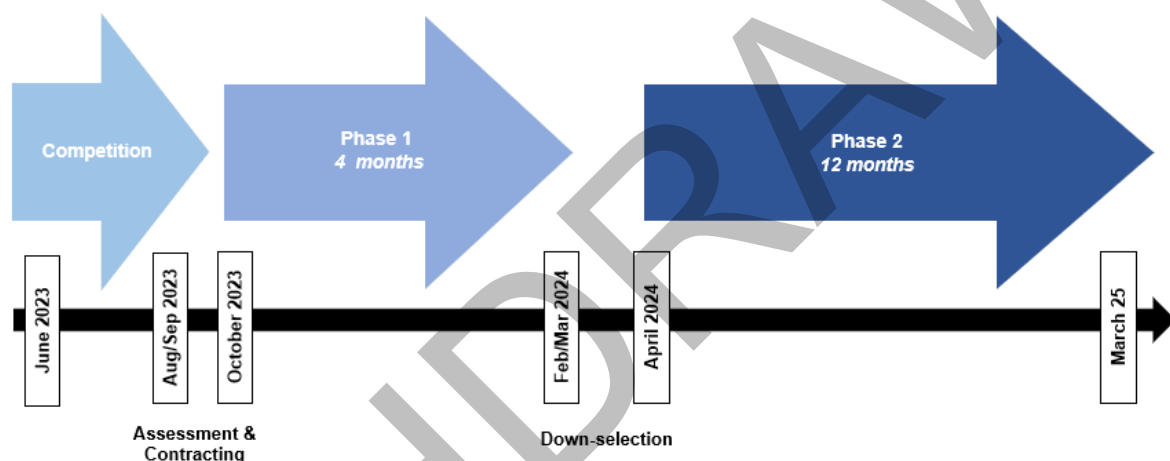 Competition
Phase 1
4 months
Phase 2
12 months
June 2023
Aug/Sep 2023
October 2023
Feb/Mar 2024
April 2024
March 25
Assessment &
Contracting
Down-selection